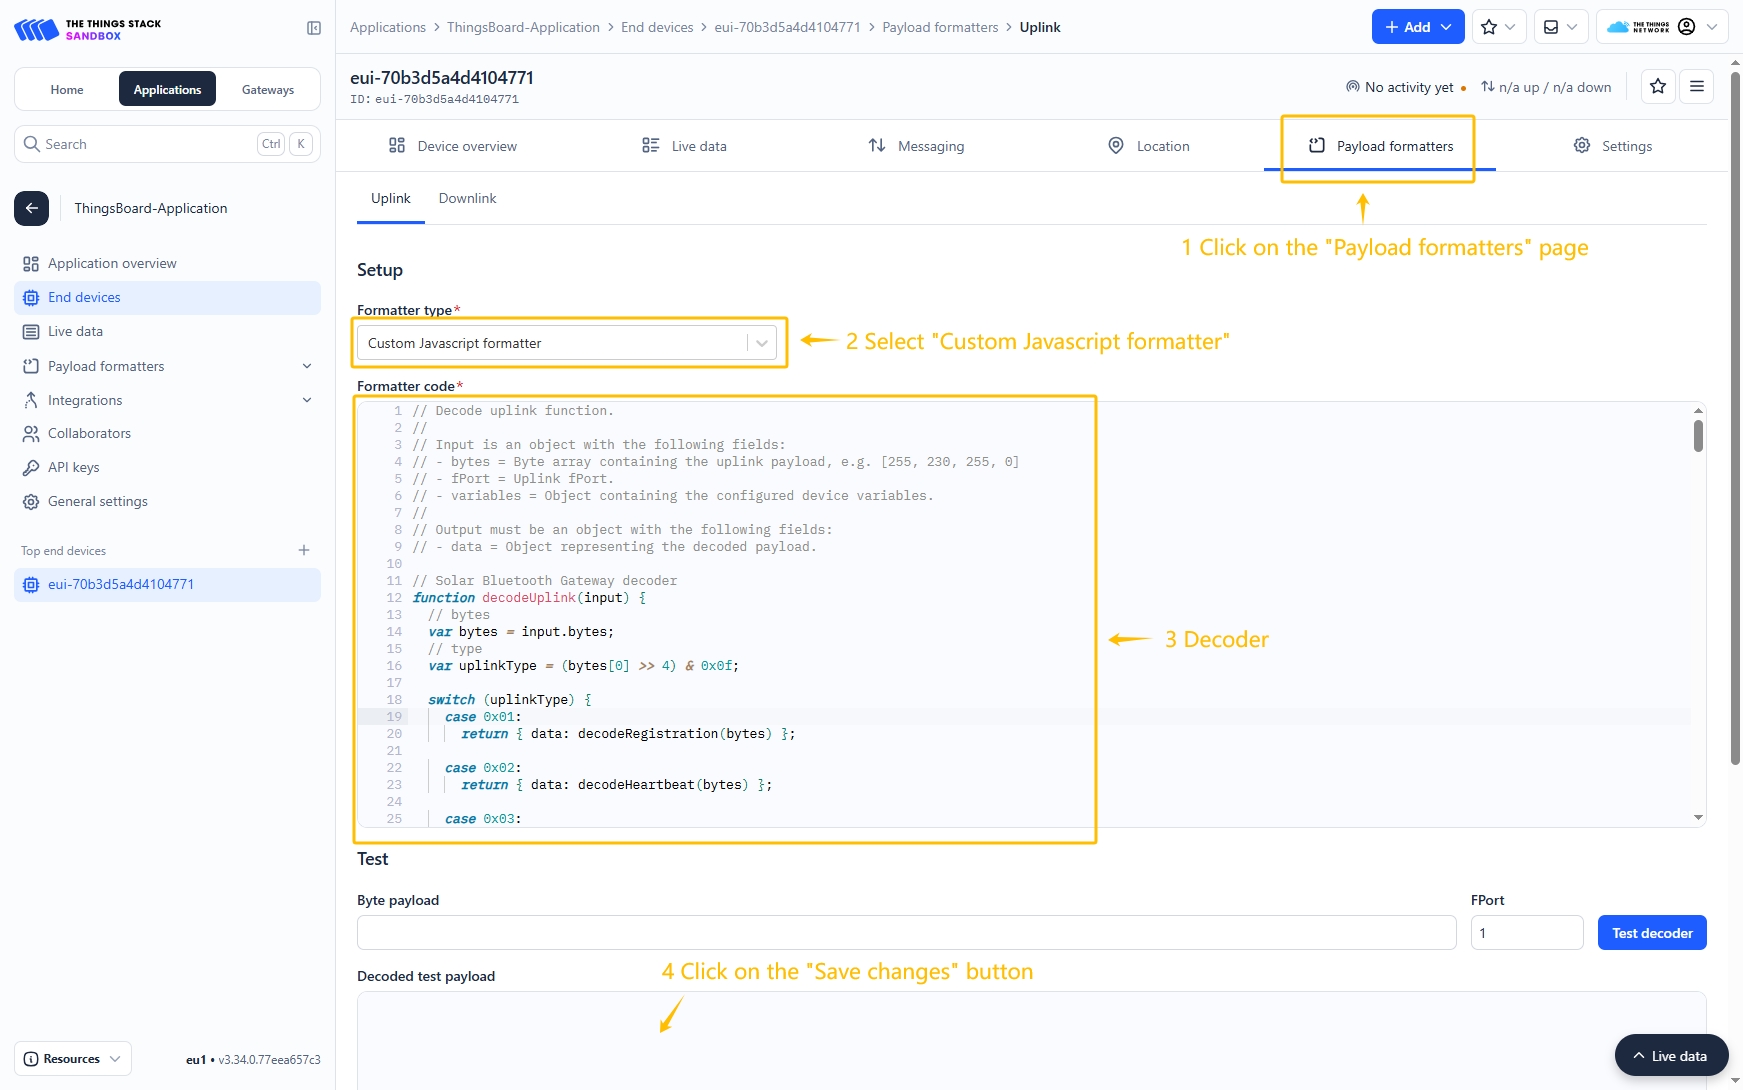 THE THINGS STACK
SANDBOX
Applications > ThingsBoard-Application > End devices > eui-70b3d5a4d4104771 > Payload formatters > Uplink
+ Add
THE THINGS
NETWORK
Home
Applications
Gateways
eui-70b3d5a4d4104771
ID: eui-70b3d5a4d4104771
No activity yet
n/a up / n/a down
Search
Ctrl
K
Device overview
Live data
Messaging
Location
Payload formatters
Settings
ThingsBoard-Application
Uplink
Downlink
1 Click on the "Payload formatters" page
Application overview
End devices
Live data
Payload formatters
Integrations
Collaborators
API keys
General settings
Top end devices
+
eui-70b3d5a4d4104771
Setup
Formatter type*
Custom Javascript formatter
2 Select "Custom Javascript formatter"
Formatter code*
1 // Decode uplink function.
2 //
3 // Input is an object with the following fields:
4 // - bytes = Byte array containing the uplink payload, e.g. [255, 230, 255, 0]
5 // - fPort = Uplink fPort.
6 // - variables = Object containing the configured device variables.
7 //
8 // Output must be an object with the following fields:
9 // - data = Object representing the decoded payload.
10
11 // Solar Bluetooth Gateway decoder
12 function decodeUplink(input) {
13 // bytes
14 var bytes = input.bytes;
15 // type
16 var uplinkType = (bytes[0] >> 4) & 0x0f;
17
18 switch (uplinkType) {
19 case 0x01:
20 return { data: decodeRegistration(bytes) };
21
22 case 0x02:
23 return { data: decodeHeartbeat(bytes) };
24
25 case 0x03:
3 Decoder
Test
Byte payload
FPort
1
Test decoder
4 Click on the "Save changes" button
Decoded test payload
Resources
eu1 • v3.34.0.77eea657c3
Live data